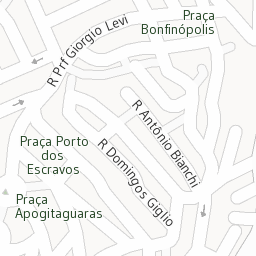 Praça
Bonfinópolis
R Prf Giorgio Levi
R Antônio Bianchi
Praça Porto
dos
Escravos
R Domingos Giglio
Praça
Apogitaguaras